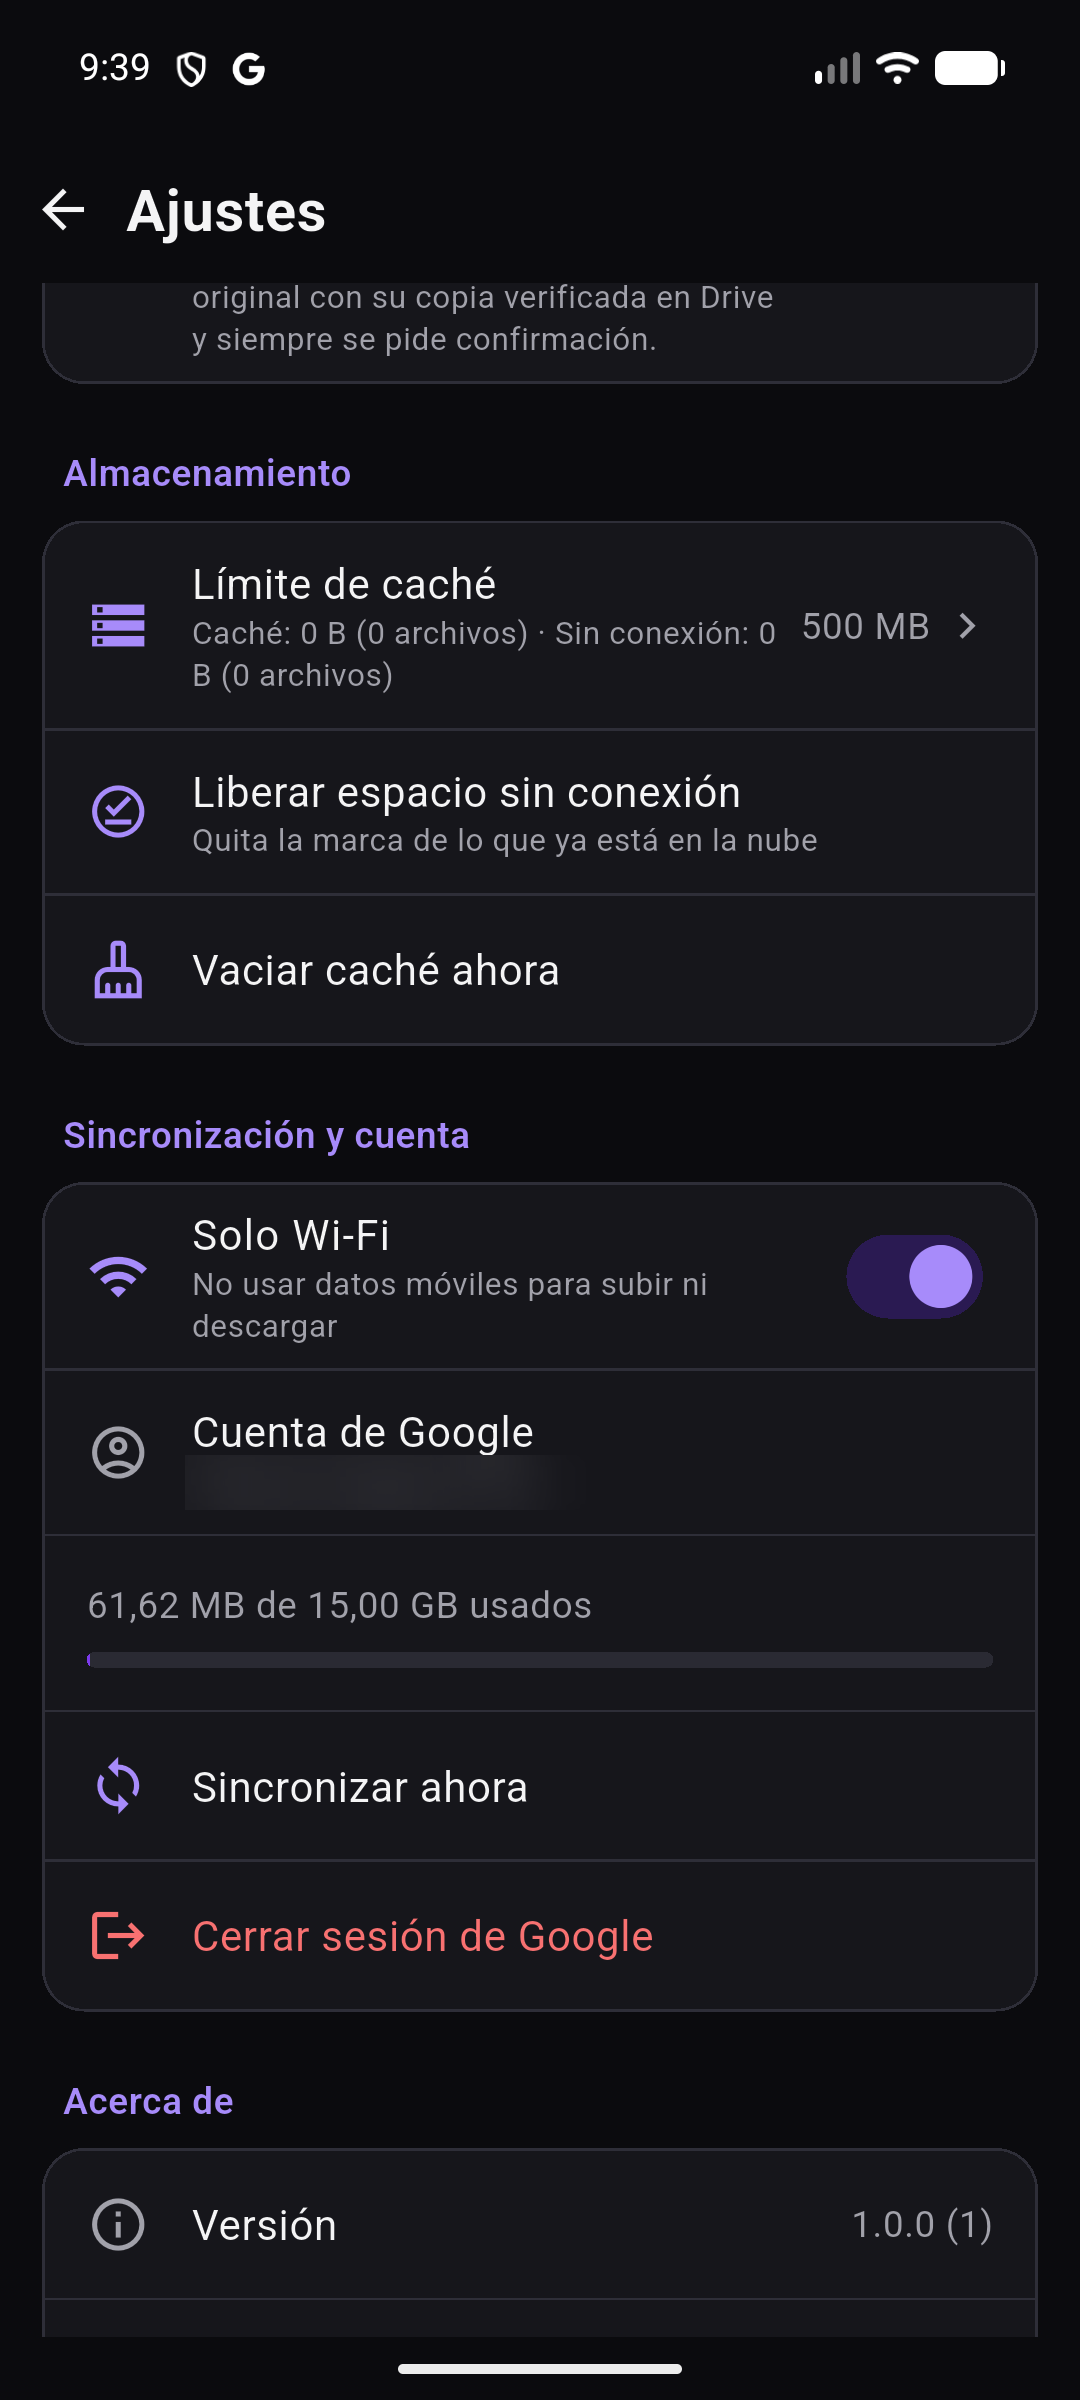 9:39
Ajustes
original con su copia verificada en Drive
y siempre se pide confirmación.
Almacenamiento
Límite de caché
Caché: 0 B (0 archivos) · Sin conexión: 0
B (0 archivos)
500 MB
Liberar espacio sin conexión
Quita la marca de lo que ya está en la nube
Vaciar caché ahora
Sincronización y cuenta
Solo Wi-Fi
No usar datos móviles para subir ni
descargar
Cuenta de Google
61,62 MB de 15,00 GB usados
Sincronizar ahora
Cerrar sesión de Google
Acerca de
Versión
1.0.0 (1)